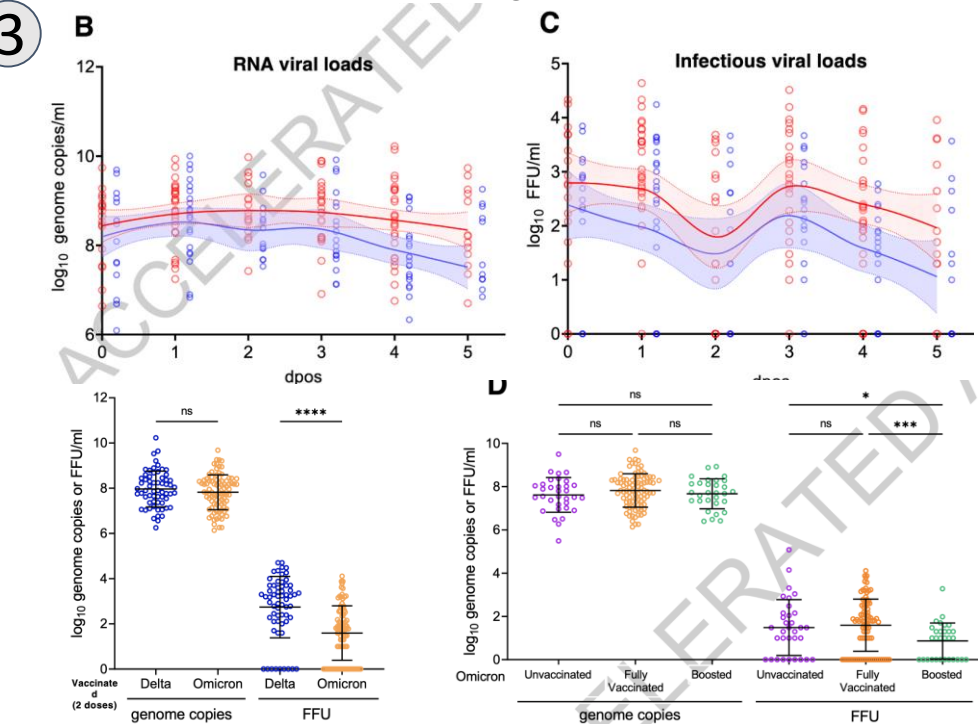 3
B
RNA viral loads
log10 genome copies/ml
12
10
8
6
0 1 2 3 4 5
dpos
C
Infectious viral loads
log10 FFU/ml
5
4
3
2
1
0
0 1 2 3 4 5
ACCELERATED
12
10
8
6
4
2
0
log10 genome copies or FFU/ml
ns
****
Vaccinate
d
(2 doses)
Delta Omicron Delta Omicron
genome copies FFU
D
ns
ns ns
*
ns ***
log10 genome copies or FFU/ml
10
8
6
4
2
0
Omicron
Unvaccinated Fully Boosted Unvaccinated Fully Boosted
Vaccinated Vaccinated
genome copies FFU
ELERATED